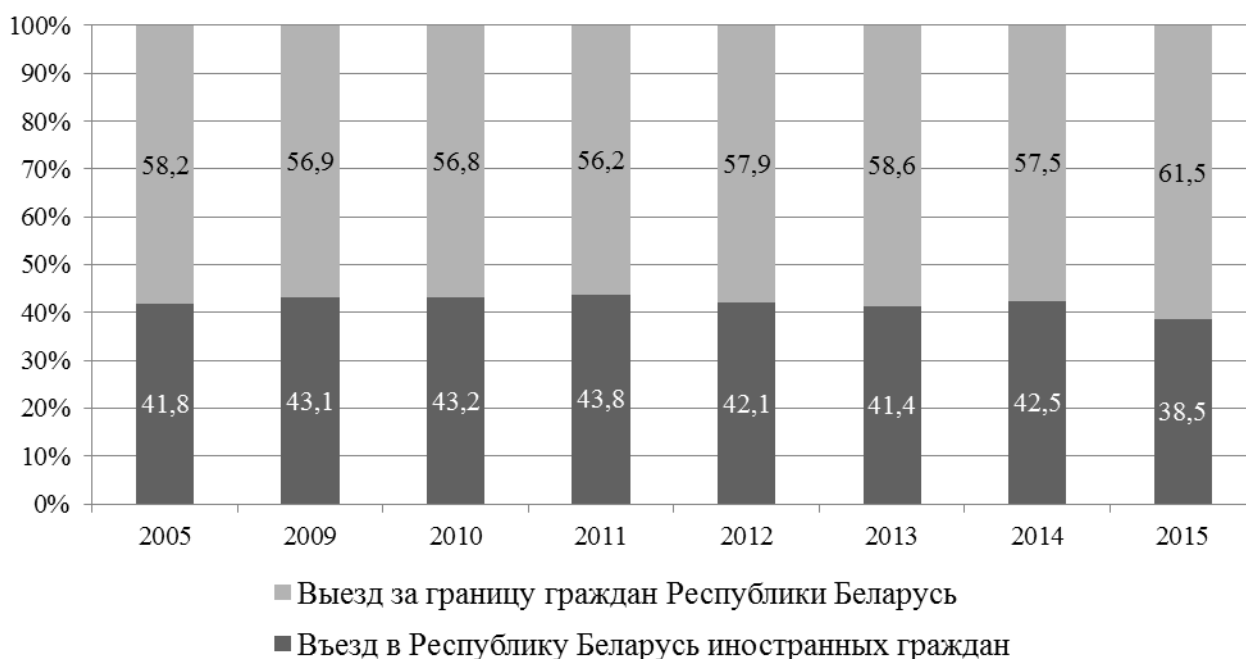 100%
90%
80%
70%
60%
50%
40%
30%
20%
10%
0%
58,2 56,9 56,8 56,2 57,9 58,6 57,5 61,5
41,8 43,1 43,2 43,8 42,1 41,4 42,5 38,5
2005 2009 2010 2011 2012 2013 2014 2015
Выезд за границу граждан Республики Беларусь
Въезд в Республику Беларусь иностранных граждан